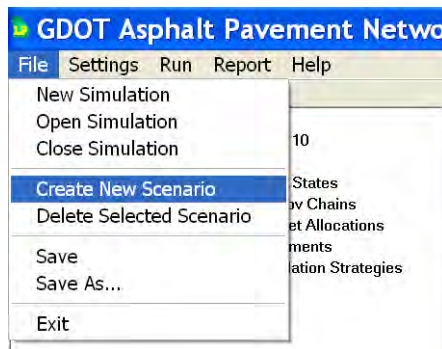 GDOT Asphalt Pavement Netwo
File Settings Run Report Help
New Simulation
Open Simulation
Close Simulation
10
Create New Scenario
States
Delete Selected Scenario
ov Chains
et Allocations
Save
ments
Save As...
lation Strategies
Exit